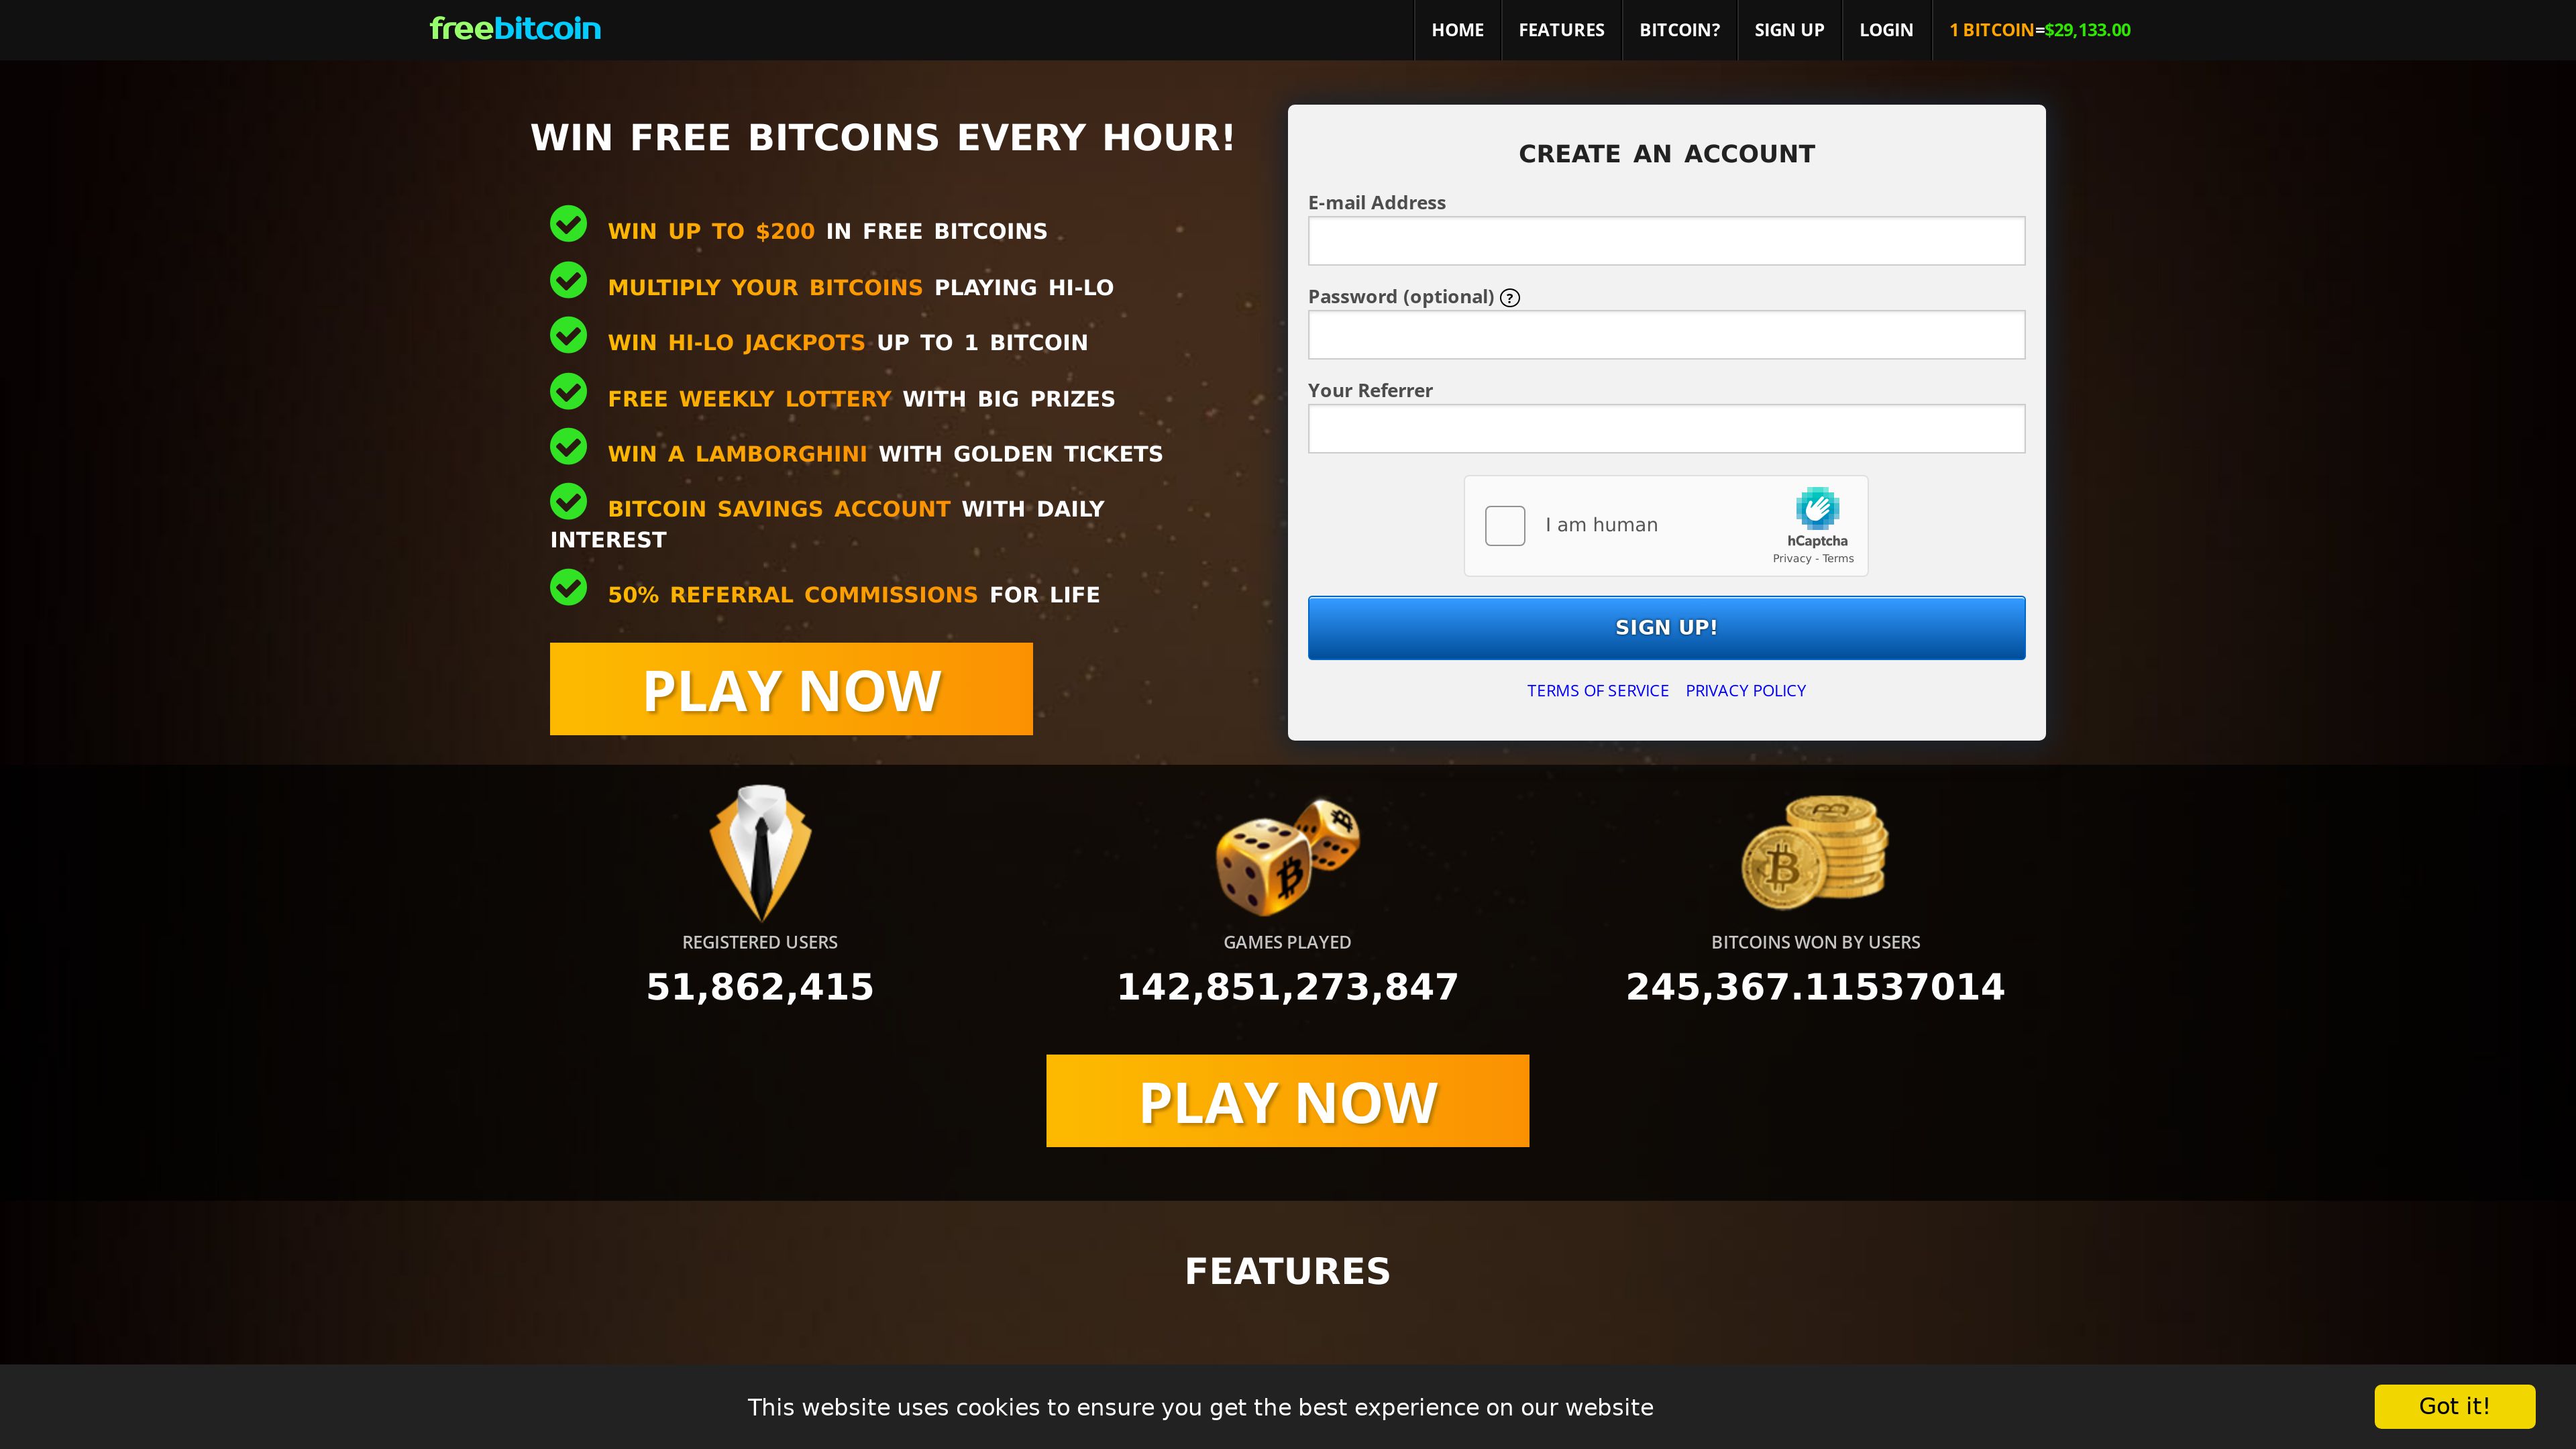 freebitcoin
HOME
FEATURES
BITCOIN?
SIGN UP
LOGIN
1 BITCOIN=$29,133.00
WIN FREE BITCOINS EVERY HOUR!
WIN UP TO $200 IN FREE BITCOINS
MULTIPLY YOUR BITCOINS PLAYING HI-LO
WIN HI-LO JACKPOTS UP TO 1 BITCOIN
FREE WEEKLY LOTTERY WITH BIG PRIZES
WIN A LAMBORGHINI WITH GOLDEN TICKETS
BITCOIN SAVINGS ACCOUNT WITH DAILY
INTEREST
50% REFERRAL COMMISSIONS FOR LIFE
PLAY NOW
CREATE AN ACCOUNT
E-mail Address
Password (optional) ?
Your Referrer
I am human
hCaptcha
Privacy - Terms
SIGN UP!
TERMS OF SERVICE PRIVACY POLICY
REGISTERED USERS
51,862,415
GAMES PLAYED
142,851,273,847
BITCOINS WON BY USERS
245,367.11537014
PLAY NOW
FEATURES
This website uses cookies to ensure you get the best experience on our website
Got it!